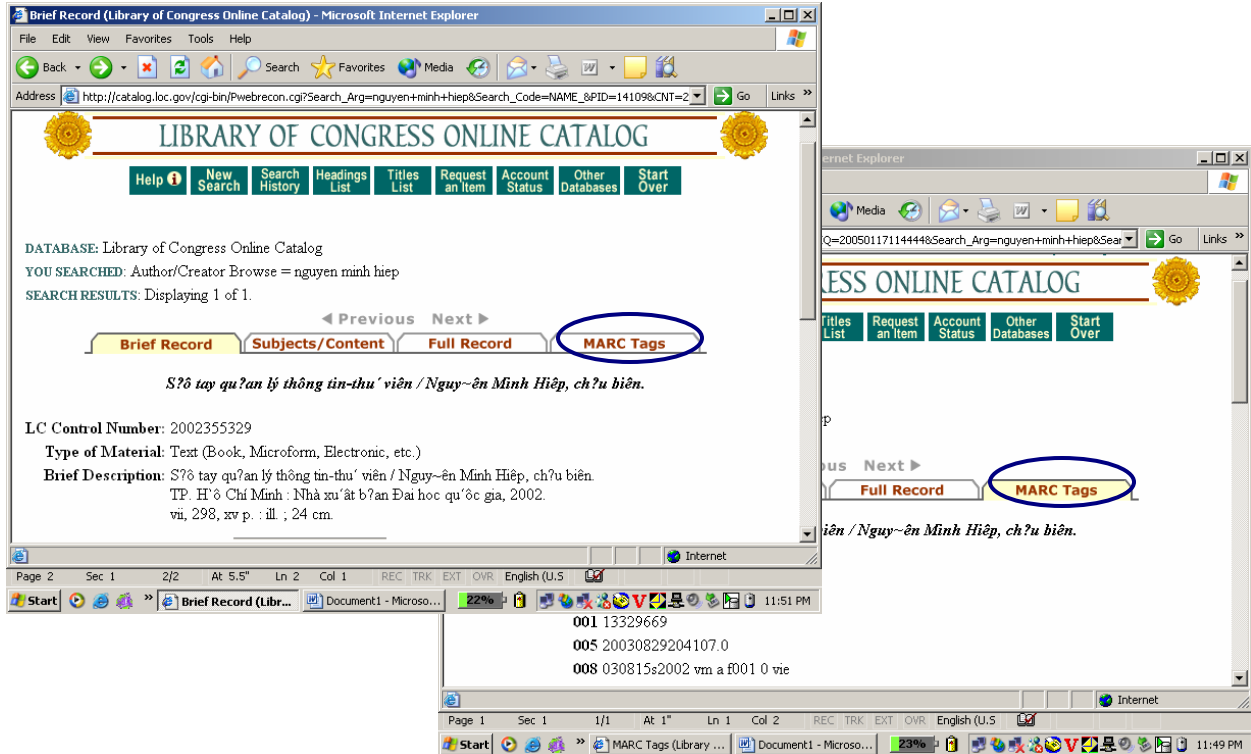 Brief Record (Library of Congress Online Catalog) - Microsoft Internet Explorer
File Edit View Favorites Tools Help
Back Search Favorites Media
Address http://catalog.loc.gov/cgi-bin/Pwebrecon.cgi?Search_Arg=nguyen+minh+hiep&Search_Code=NAME_&PID=14109&CNT=2 Go Links »
LIBRARY OF CONGRESS ONLINE CATALOG
Help New Search Search History Headings List Titles List Request an Item Account Status Other Databases Start Over
DATABASE: Library of Congress Online Catalog
YOU SEARCHED: Author/Creator Browse = nguyen minh hiep
SEARCH RESULTS: Displaying 1 of 1.
Previous Next
Brief Record Subjects/Content Full Record MARC Tags
S?ô tay qu?an lý thông tin-thu´ viên / Nguy~ên Minh Hiêp, ch?u biên.
LC Control Number: 2002355329
Type of Material: Text (Book, Microform, Electronic, etc.)
Brief Description: S?ô tay qu?an lý thông tin-thu´ viên / Nguy~ên Minh Hiêp, ch?u biên.
TP. H`ô Chí Minh : Nhà xu´ât b?an Đai hoc qu´ôc gia, 2002.
vii, 298, xv p. : ill. ; 24 cm.
Internet
Page 2 Sec 1 2/2 At 5.5" Ln 2 Col 1 REC TRK EXT OVR English (U.S
Start » Brief Record (Libr... Document1 - Microso... 22% 11:51 PM
ernet Explorer
Media
Q=20050117114448&Search_Arg=nguyen+minh+hiep&Sear Go Links »
RESS ONLINE CATALOG
Titles List Request an Item Account Status Other Databases Start Over
ep
ous Next
Full Record MARC Tags
iên / Nguy~ên Minh Hiêp, ch?u biên.
001 13329669
005 20030829204107.0
008 030815s2002 vm a f001 0 vie
Internet
Page 1 Sec 1 1/1 At 1" Ln 1 Col 2 REC TRK EXT OVR English (U.S
Start » MARC Tags (Library ... Document1 - Microso... 23% 11:49 PM